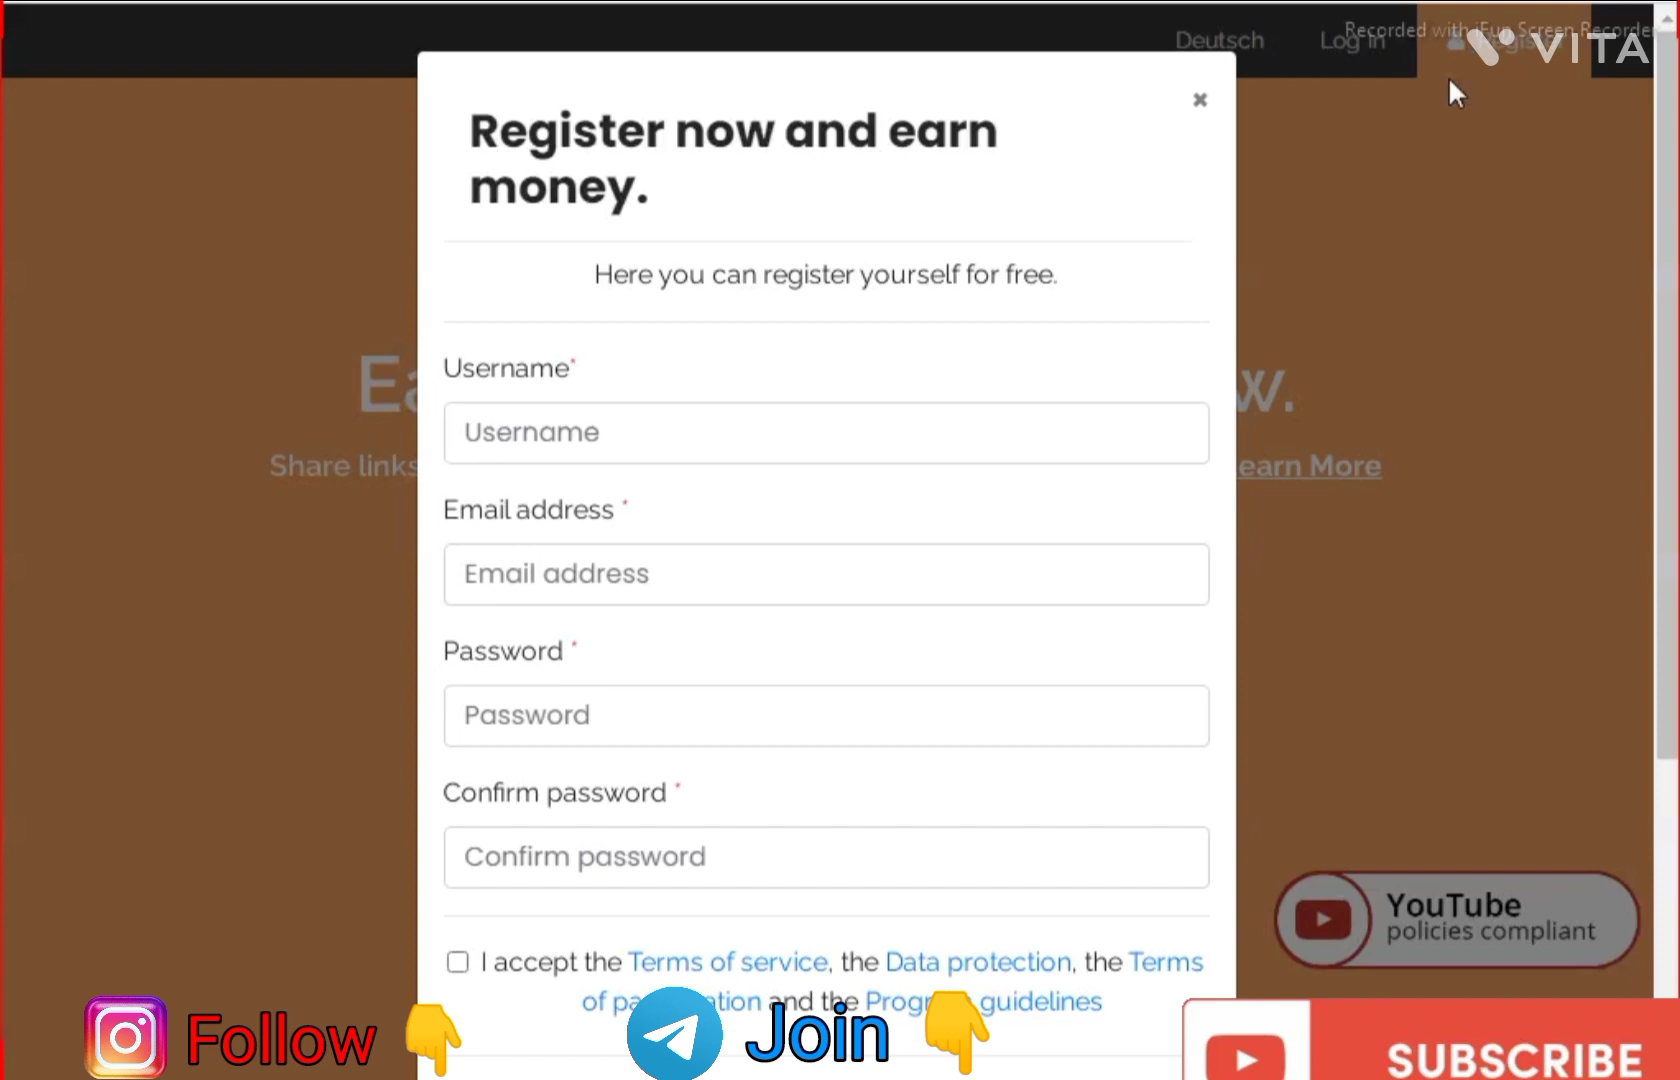 Recorded with iFun Screen Recorder
Deutsch
Log in
VITA
Register now and earn
money.
Here you can register yourself for free.
Username*
Username
Share links
earn More
Email address *
Email address
Password *
Password
Confirm password *
Confirm password
YouTube
policies compliant
I accept the Terms of service, the Data protection, the Terms
and the guidelines
Follow
Join
SUBSCRIBE